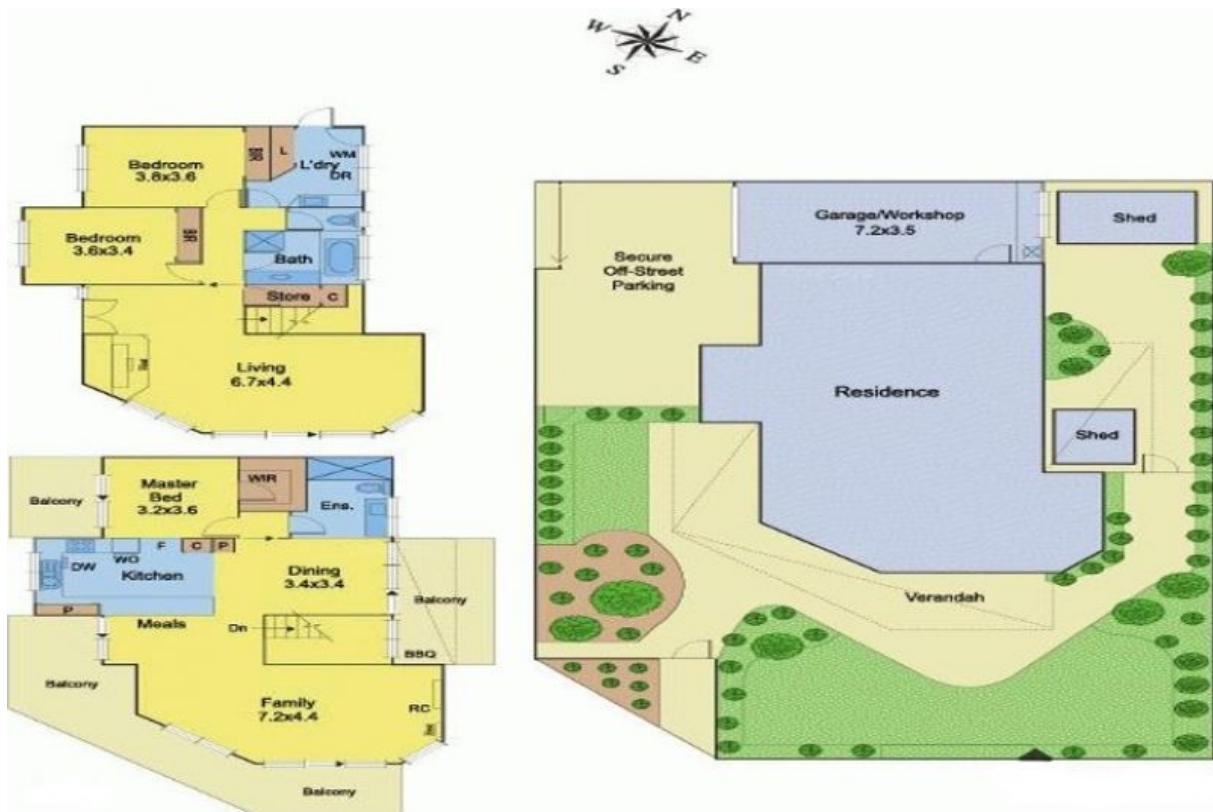 N
W
E
S
Bedroom
3.8x3.6
BR
L
L'dry
WM
DR
Bedroom
3.6x3.4
BR
Bath
Store
C
Living
6.7x4.4
Balcony
Master
Bed
3.2x3.6
WIR
Ens.
F
C
P
DW
WO
Kitchen
Dining
3.4x3.4
Balcony
P
Meals
Dn
BBQ
Balcony
Family
7.2x4.4
RC
Balcony
Garage/Workshop
7.2x3.5
Shed
Secure
Off-Street
Parking
Residence
Shed
Verandah